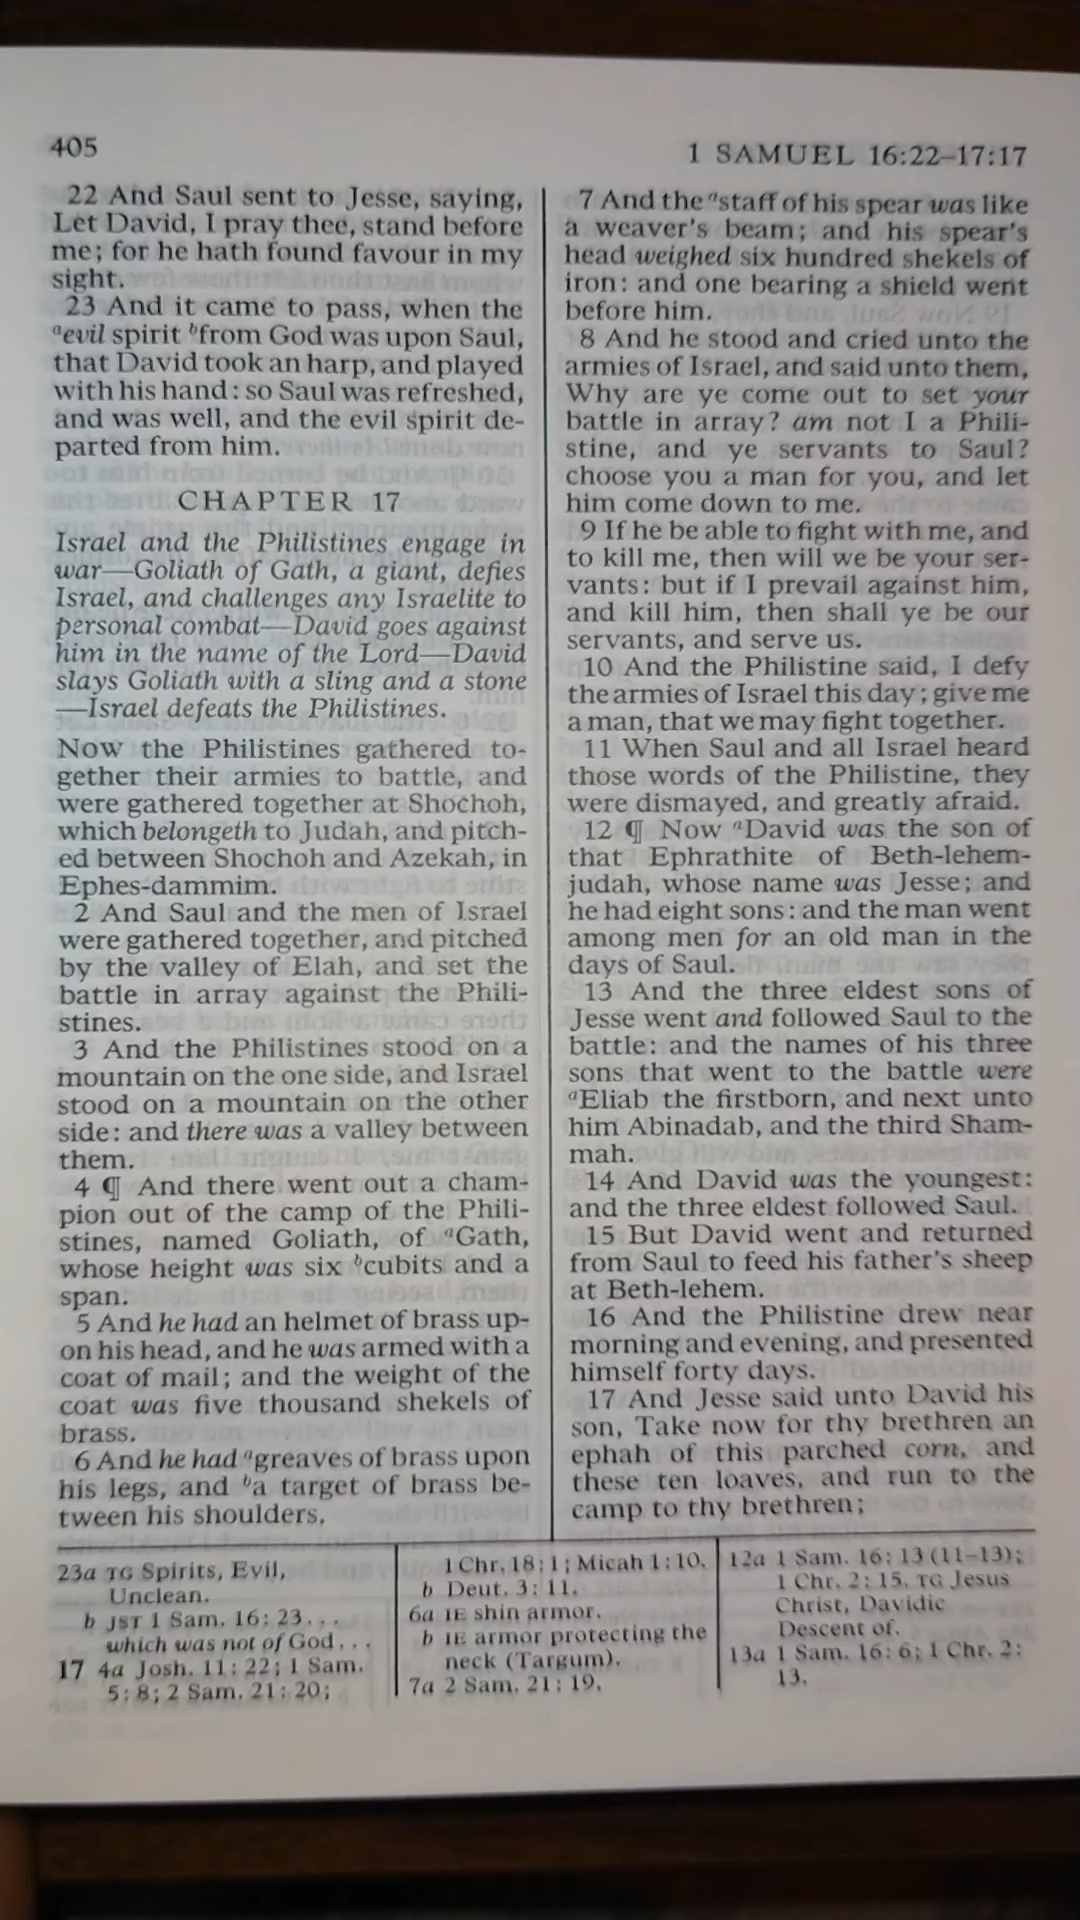 405
1 SAMUEL 16:22–17:17
22 And Saul sent to Jesse, saying,
Let David, I pray thee, stand before
me; for he hath found favour in my
sight.
23 And it came to pass, when the
ᵃevil spirit ᵇfrom God was upon Saul,
that David took an harp, and played
with his hand: so Saul was refreshed,
and was well, and the evil spirit de-
parted from him.
CHAPTER 17
Israel and the Philistines engage in
war—Goliath of Gath, a giant, defies
Israel, and challenges any Israelite to
personal combat—David goes against
him in the name of the Lord—David
slays Goliath with a sling and a stone
—Israel defeats the Philistines.
Now the Philistines gathered to-
gether their armies to battle, and
were gathered together at Shochoh,
which belongeth to Judah, and pitch-
ed between Shochoh and Azekah, in
Ephes-dammim.
2 And Saul and the men of Israel
were gathered together, and pitched
by the valley of Elah, and set the
battle in array against the Phili-
stines.
3 And the Philistines stood on a
mountain on the one side, and Israel
stood on a mountain on the other
side: and there was a valley between
them.
4 ¶ And there went out a cham-
pion out of the camp of the Phili-
stines, named Goliath, of ᵃGath,
whose height was six ᵇcubits and a
span.
5 And he had an helmet of brass up-
on his head, and he was armed with a
coat of mail; and the weight of the
coat was five thousand shekels of
brass.
6 And he had ᵃgreaves of brass upon
his legs, and ᵇa target of brass be-
tween his shoulders.
7 And the ᵃstaff of his spear was like
a weaver's beam; and his spear's
head weighed six hundred shekels of
iron: and one bearing a shield went
before him.
8 And he stood and cried unto the
armies of Israel, and said unto them,
Why are ye come out to set your
battle in array? am not I a Phili-
stine, and ye servants to Saul?
choose you a man for you, and let
him come down to me.
9 If he be able to fight with me, and
to kill me, then will we be your ser-
vants: but if I prevail against him,
and kill him, then shall ye be our
servants, and serve us.
10 And the Philistine said, I defy
the armies of Israel this day; give me
a man, that we may fight together.
11 When Saul and all Israel heard
those words of the Philistine, they
were dismayed, and greatly afraid.
12 ¶ Now ᵃDavid was the son of
that Ephrathite of Beth-lehem-
judah, whose name was Jesse; and
he had eight sons: and the man went
among men for an old man in the
days of Saul.
13 And the three eldest sons of
Jesse went and followed Saul to the
battle: and the names of his three
sons that went to the battle were
ᵃEliab the firstborn, and next unto
him Abinadab, and the third Sham-
mah.
14 And David was the youngest:
and the three eldest followed Saul.
15 But David went and returned
from Saul to feed his father's sheep
at Beth-lehem.
16 And the Philistine drew near
morning and evening, and presented
himself forty days.
17 And Jesse said unto David his
son, Take now for thy brethren an
ephah of this parched corn, and
these ten loaves, and run to the
camp to thy brethren;
23a TG Spirits, Evil,
Unclean.
b JST 1 Sam. 16:23...
which was not of God...
17 4a Josh. 11:22; 1 Sam.
5:8; 2 Sam. 21:20;
1 Chr. 18:1; Micah 1:10.
b Deut. 3:11.
6a IE shin armor.
b IE armor protecting the
neck (Targum).
7a 2 Sam. 21:19.
12a 1 Sam. 16:13 (11–13);
1 Chr. 2:15. TG Jesus
Christ, Davidic
Descent of.
13a 1 Sam. 16:6; 1 Chr. 2:
13.